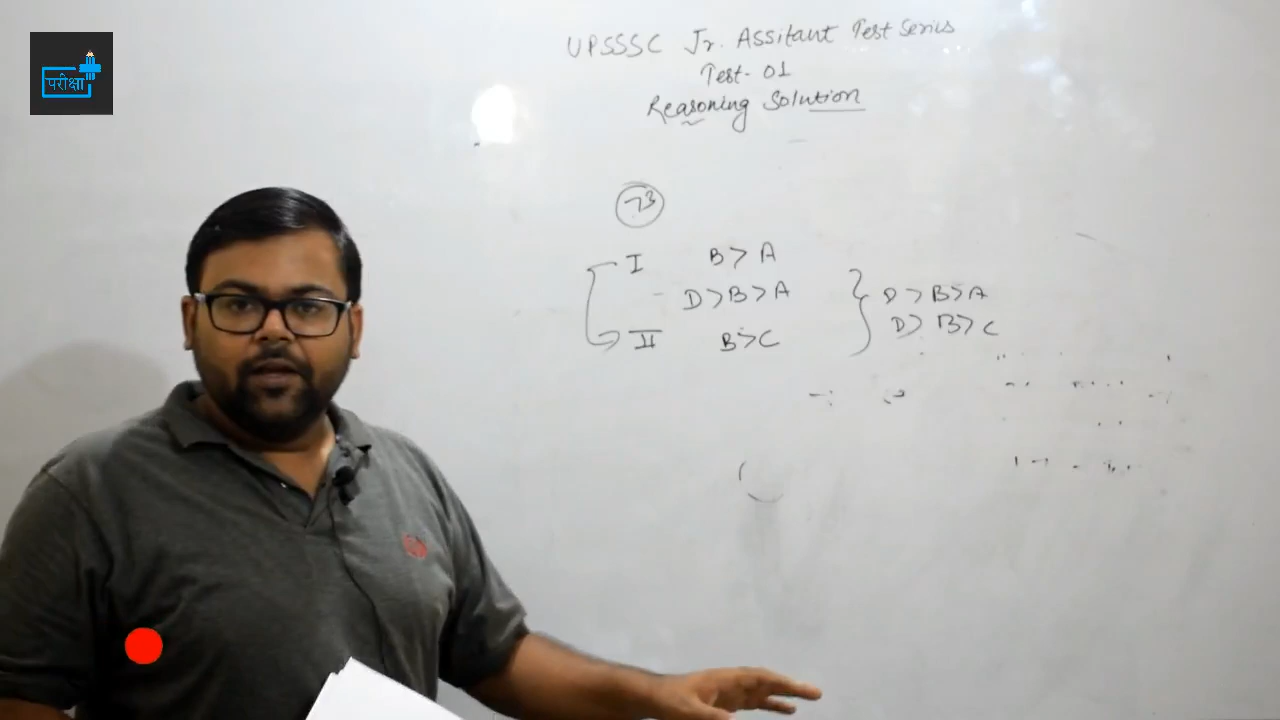 परीक्षा
UPSSSC Jr. Assitant Test Series
Test-01
Reasoning Solution
73
I B>A
D>B>A
II B>C
D>B>A
D>B>C